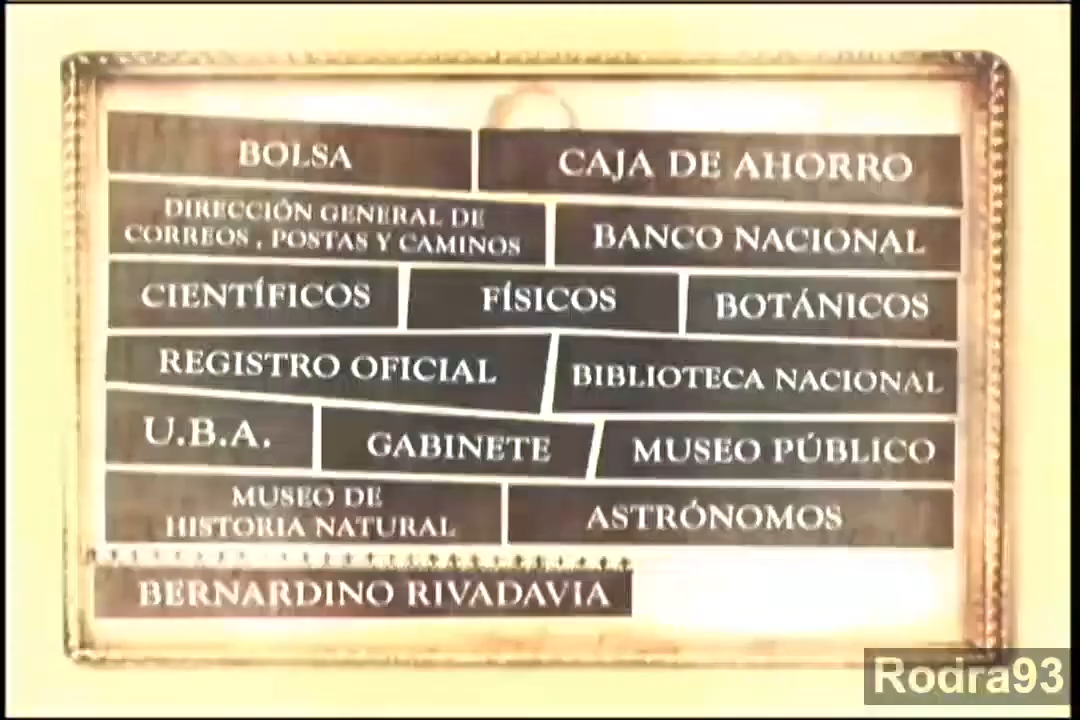 BOLSA
CAJA DE AHORRO
DIRECCIÓN GENERAL DE
CORREOS, POSTAS Y CAMINOS
BANCO NACIONAL
CIENTÍFICOS
FÍSICOS
BOTÁNICOS
REGISTRO OFICIAL
BIBLIOTECA NACIONAL
U.B.A.
GABINETE
MUSEO PÚBLICO
MUSEO DE
HISTORIA NATURAL
ASTRÓNOMOS
BERNARDINO RIVADAVIA
Rodra93